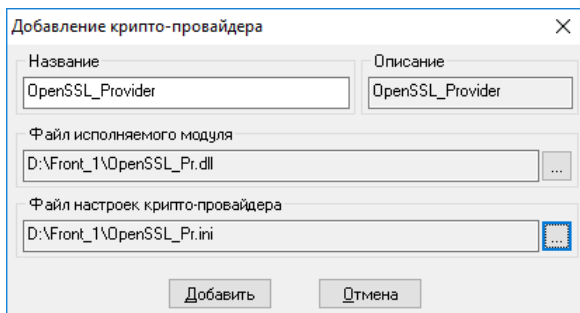 Добавление крипто-провайдера
Название Описание
OpenSSL_Provider OpenSSL_Provider
Файл исполняемого модуля
D:\Front_1\OpenSSL_Pr.dll ...
Файл настроек крипто-провайдера
D:\Front_1\OpenSSL_Pr.ini ...
Добавить Отмена